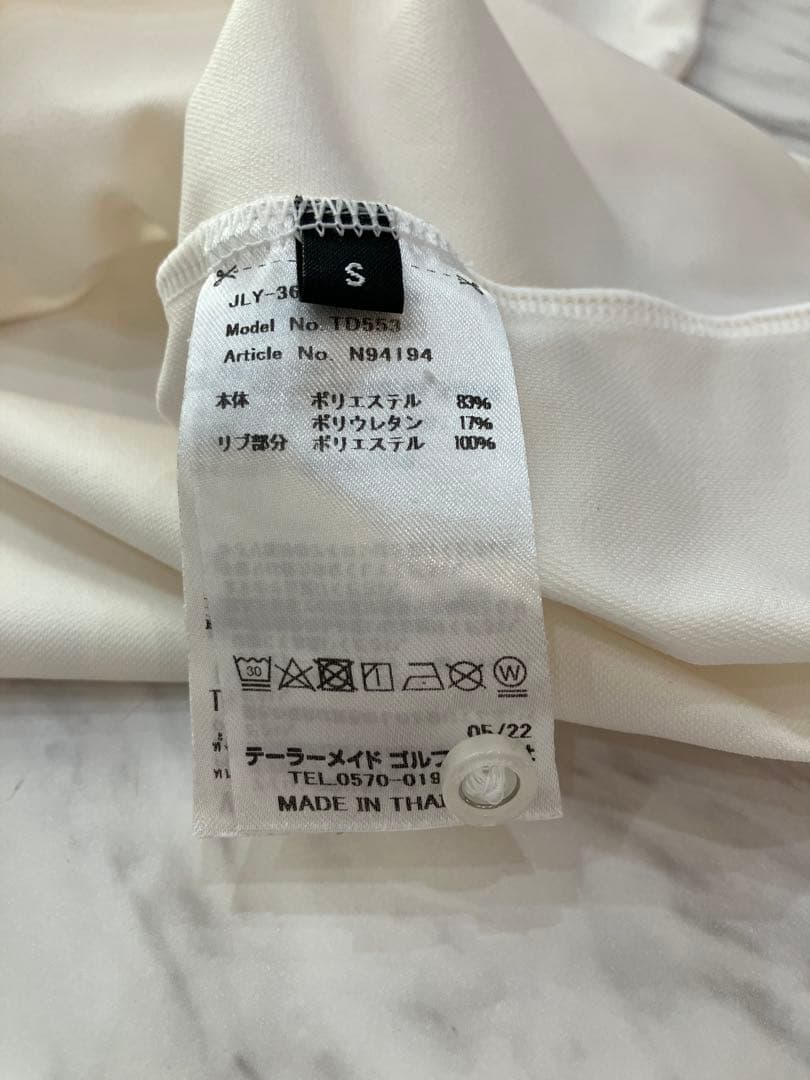 S
JLY-36
Model No. TD553
Article No. N94194
本体 ポリエステル 83%
ポリウレタン 17%
リブ部分 ポリエステル 100%
30
W
05/22
テーラーメイド ゴルフ
TEL.0570-019
MADE IN THAI